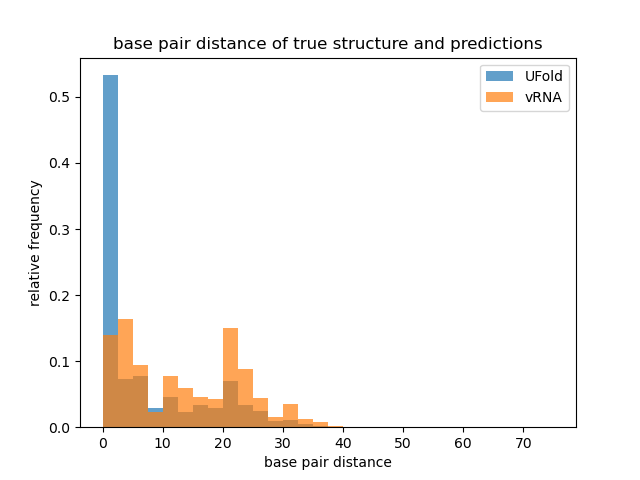 base pair distance of true structure and predictions
UFold
vRNA
relative frequency
0.5
0.4
0.3
0.2
0.1
0.0
0 10 20 30 40 50 60 70
base pair distance